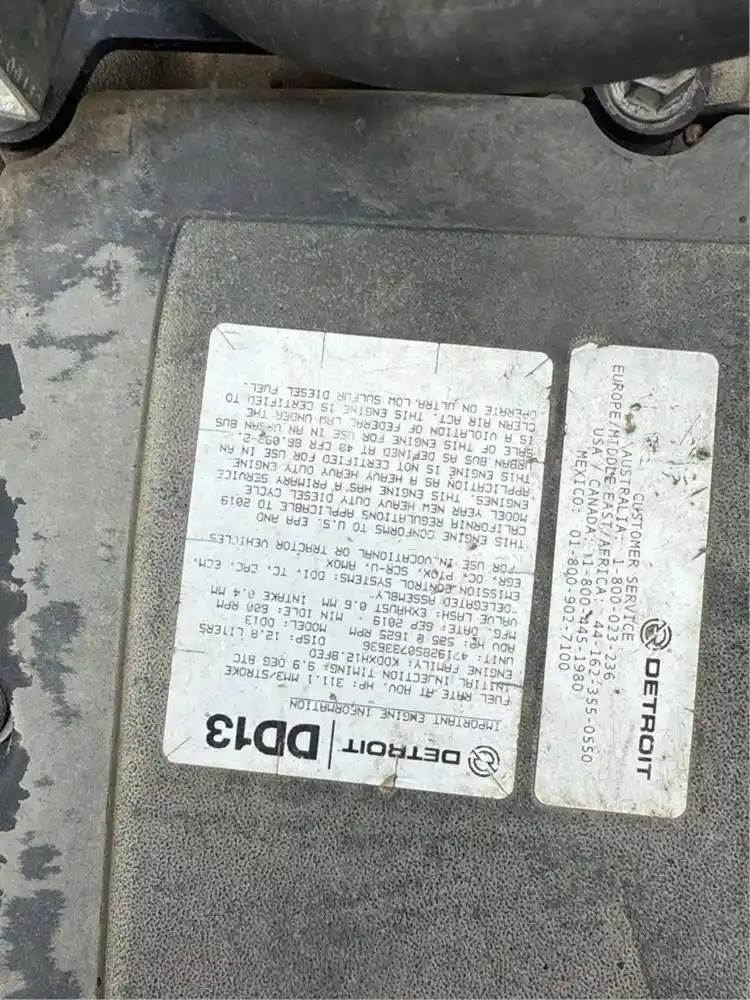 DETROIT DD13
IMPORTANT ENGINE INFORMATION
FUEL RATE AT ADV. HP: 311.1 MM3/STROKE
INITIAL INJECTION TIMING: 9.9 DEG BTC
ENGINE FAMILY: KDDXH12.8FED
UNIT: 471928S0733636 DISP: 12.8 LITERS
ADV HP: 505 @ 1625 RPM MODEL: DD13
MFG. DATE: SEP 2019 MIN IDLE: 600 RPM
VALVE LASH: EXHAUST 0.6 MM INTAKE 0.4 MM
"DELEGATED ASSEMBLY"
EMISSION CONTROL SYSTEMS: DDI, TC, CAC, ECM,
EGR, OC, PTOX, SCR-U, AMOX
FOR USE IN VOCATIONAL OR TRACTOR VEHICLES
THIS ENGINE CONFORMS TO U.S. EPA AND
CALIFORNIA REGULATIONS APPLICABLE TO 2019
MODEL YEAR NEW HEAVY DUTY DIESEL CYCLE
ENGINES. THIS ENGINE HAS A PRIMARY SERVICE
APPLICATION AS A HEAVY HEAVY DUTY ENGINE.
THIS ENGINE IS NOT CERTIFIED FOR USE IN AN
URBAN BUS AS DEFINED AT 40 CFR 86.093-2.
SALE OF THIS ENGINE FOR USE IN AN URBAN BUS
IS A VIOLATION OF FEDERAL LAW UNDER THE
CLEAN AIR ACT. THIS ENGINE IS CERTIFIED TO
OPERATE ON ULTRA LOW SULFUR DIESEL FUEL.
DETROIT
CUSTOMER SERVICE
AUSTRALIA: 1-800-023-236
EUROPE/MIDDLE EAST/AFRICA: 44-162-355-0550
USA / CANADA: 1-800-445-1980
MEXICO: 01-800-902-7100